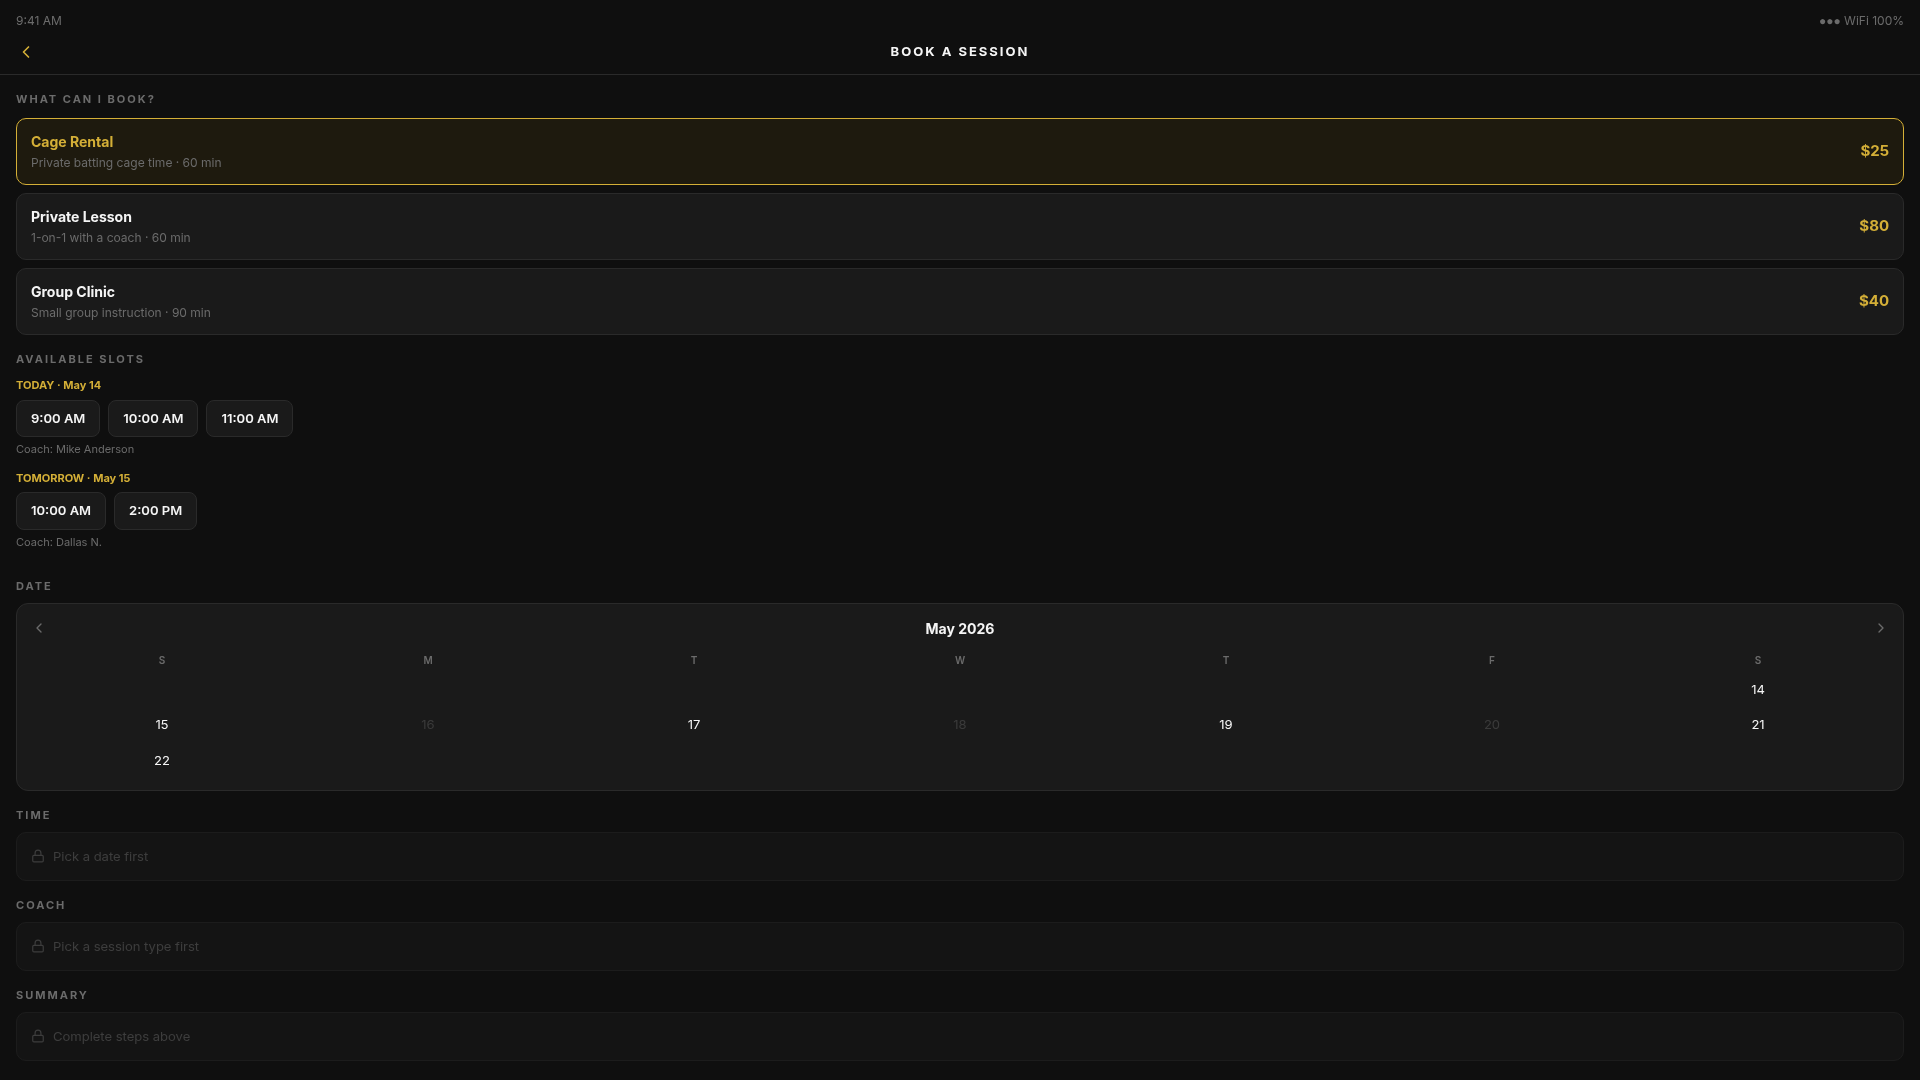 9:41 AM
●●● WiFi 100%
BOOK A SESSION
WHAT CAN I BOOK?
Cage Rental
Private batting cage time · 60 min
$25
Private Lesson
1-on-1 with a coach · 60 min
$80
Group Clinic
Small group instruction · 90 min
$40
AVAILABLE SLOTS
TODAY · May 14
9:00 AM 10:00 AM 11:00 AM
Coach: Mike Anderson
TOMORROW · May 15
10:00 AM 2:00 PM
Coach: Dallas N.
DATE
May 2026
S M T W T F S
14
15 16 17 18 19 20 21
22
TIME
Pick a date first
COACH
Pick a session type first
SUMMARY
Complete steps above